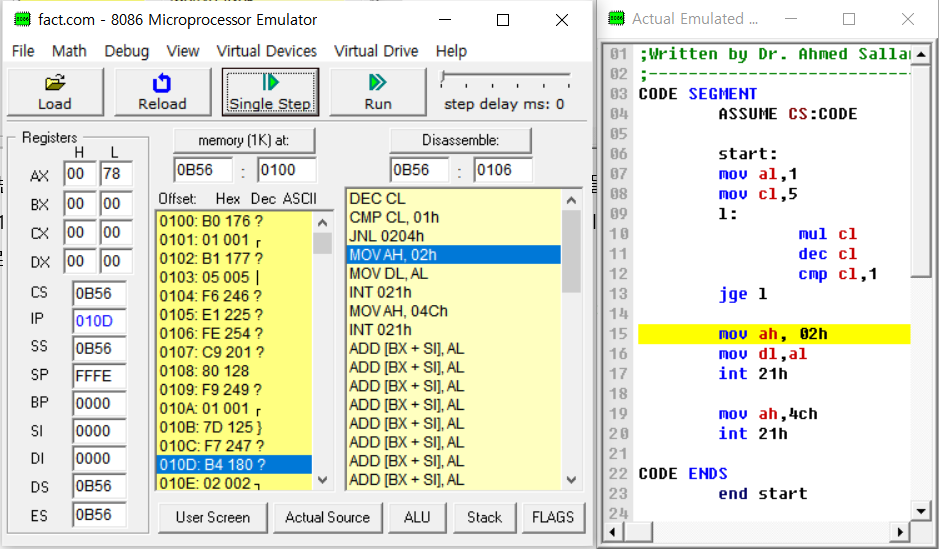 fact.com - 8086 Microprocessor Emulator
File Math Debug View Virtual Devices Virtual Drive Help
Load Reload Single Step Run step delay ms: 0
Registers
H L
AX 00 78
BX 00 00
CX 00 00
DX 00 00
CS 0B56
IP 010D
SS 0B56
SP FFFE
BP 0000
SI 0000
DI 0000
DS 0B56
ES 0B56
memory (1K) at:
0B56 : 0100
Offset: Hex Dec ASCII
0100: B0 176 ?
0101: 01 001 ┌
0102: B1 177 ?
0103: 05 005 |
0104: F6 246 ?
0105: E1 225 ?
0106: FE 254 ?
0107: C9 201 ?
0108: 80 128
0109: F9 249 ?
010A: 01 001 ┌
010B: 7D 125 }
010C: F7 247 ?
010D: B4 180 ?
010E: 02 002 ┐
Disassemble:
0B56 : 0106
DEC CL
CMP CL, 01h
JNL 0204h
MOV AH, 02h
MOV DL, AL
INT 021h
MOV AH, 04Ch
INT 021h
ADD [BX + SI], AL
ADD [BX + SI], AL
ADD [BX + SI], AL
ADD [BX + SI], AL
ADD [BX + SI], AL
ADD [BX + SI], AL
ADD [BX + SI], AL
ADD [BX + SI], AL
User Screen Actual Source ALU Stack FLAGS
Actual Emulated ...
01 ;Written by Dr. Ahmed Sallam
02 ;---------------------------
03 CODE SEGMENT
04 ASSUME CS:CODE
05
06 start:
07 mov al,1
08 mov cl,5
09 l:
10 mul cl
11 dec cl
12 cmp cl,1
13 jge l
14
15 mov ah, 02h
16 mov dl,al
17 int 21h
18
19 mov ah,4ch
20 int 21h
21
22 CODE ENDS
23 end start
24